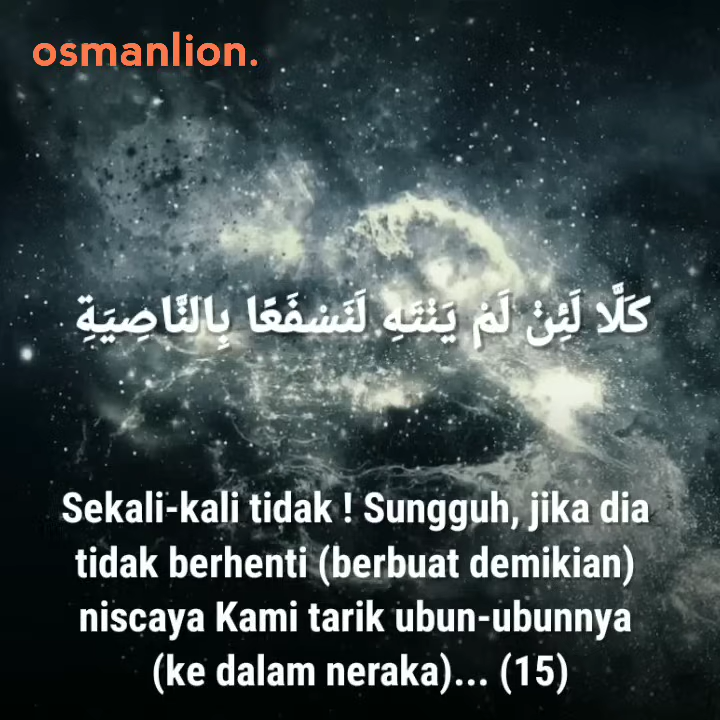 osmanlion.
كَلَّا لَئِنْ لَمْ يَنْتَهِ لَنَسْفَعًا بِالنَّاصِيَةِ
Sekali-kali tidak ! Sungguh, jika dia
tidak berhenti (berbuat demikian)
niscaya Kami tarik ubun-ubunnya
(ke dalam neraka)... (15)